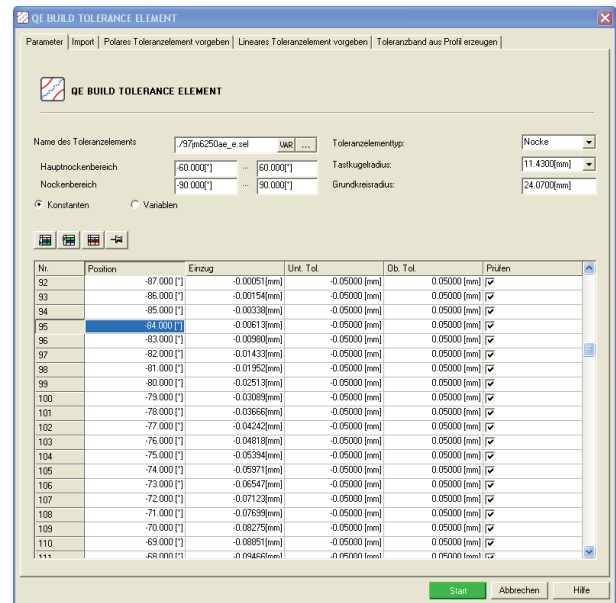 QE BUILD TOLERANCE ELEMENT
Parameter Import Polares Toleranzelement vorgeben Lineares Toleranzelement vorgeben Toleranzband aus Profil erzeugen
QE BUILD TOLERANCE ELEMENT
Name des Toleranzelements ./97jm6250ae_e.sel VAR ... Toleranzelementtyp: Nocke
Hauptnockenbereich -60.000[°] ... 60.000[°] Tastkugelradius: 11.4300[mm]
Nockenbereich -90.000[°] ... 90.000[°] Grundkreisradius: 24.0700[mm]
Konstanten Variablen
Nr. Position Einzug Unt. Tol. Ob. Tol. Prüfen
92 -87.000 [°] -0.00051[mm] -0.05000 [mm] 0.05000 [mm]
93 -86.000 [°] -0.00154[mm] -0.05000 [mm] 0.05000 [mm]
94 -85.000 [°] -0.00338[mm] -0.05000 [mm] 0.05000 [mm]
95 -84.000 [°] -0.00613[mm] -0.05000 [mm] 0.05000 [mm]
96 -83.000 [°] -0.00980[mm] -0.05000 [mm] 0.05000 [mm]
97 -82.000 [°] -0.01433[mm] -0.05000 [mm] 0.05000 [mm]
98 -81.000 [°] -0.01952[mm] -0.05000 [mm] 0.05000 [mm]
99 -80.000 [°] -0.02513[mm] -0.05000 [mm] 0.05000 [mm]
100 -79.000 [°] -0.03089[mm] -0.05000 [mm] 0.05000 [mm]
101 -78.000 [°] -0.03666[mm] -0.05000 [mm] 0.05000 [mm]
102 -77.000 [°] -0.04242[mm] -0.05000 [mm] 0.05000 [mm]
103 -76.000 [°] -0.04818[mm] -0.05000 [mm] 0.05000 [mm]
104 -75.000 [°] -0.05394[mm] -0.05000 [mm] 0.05000 [mm]
105 -74.000 [°] -0.05971[mm] -0.05000 [mm] 0.05000 [mm]
106 -73.000 [°] -0.06547[mm] -0.05000 [mm] 0.05000 [mm]
107 -72.000 [°] -0.07123[mm] -0.05000 [mm] 0.05000 [mm]
108 -71.000 [°] -0.07699[mm] -0.05000 [mm] 0.05000 [mm]
109 -70.000 [°] -0.08275[mm] -0.05000 [mm] 0.05000 [mm]
110 -69.000 [°] -0.08851[mm] -0.05000 [mm] 0.05000 [mm]
111 -68.000 [°] -0.09466[mm] -0.05000 [mm] 0.05000 [mm]
Start Abbrechen Hilfe